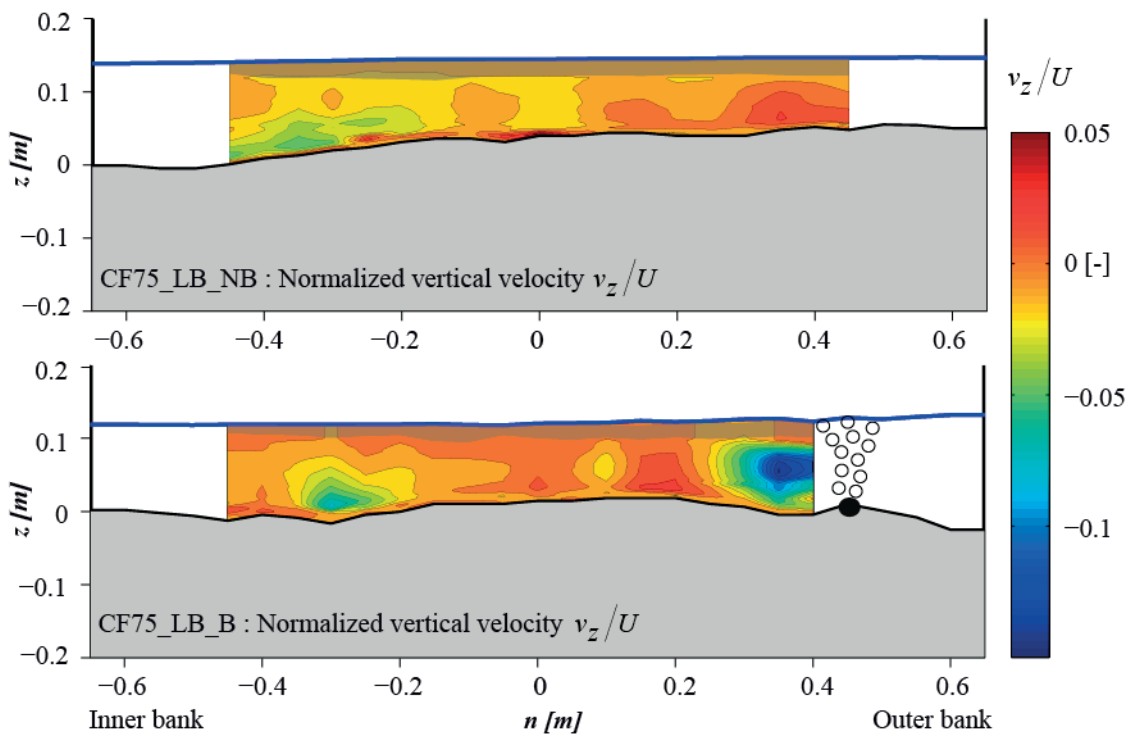 0.2
0.1
0
−0.1
−0.2
z [m]
CF75_LB_NB : Normalized vertical velocity v_z/U
−0.6 −0.4 −0.2 0 0.2 0.4 0.6
0.2
0.1
0
−0.1
−0.2
z [m]
CF75_LB_B : Normalized vertical velocity v_z/U
−0.6 −0.4 −0.2 0 0.2 0.4 0.6
Inner bank n [m] Outer bank
v_z/U
0.05
0 [-]
−0.05
−0.1